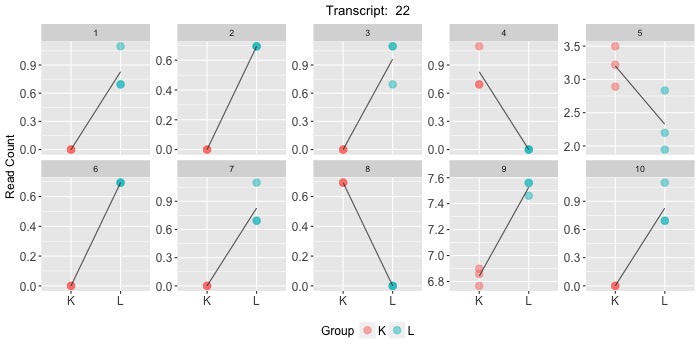 Transcript: 22
1 2 3 4 5
0.9 0.6 0.3 0.0
0.6 0.4 0.2 0.0
0.9 0.6 0.3 0.0
0.9 0.6 0.3 0.0
3.5 3.0 2.5 2.0
Read Count
6 7 8 9 10
0.6 0.4 0.2 0.0
0.9 0.6 0.3 0.0
0.6 0.4 0.2 0.0
7.6 7.4 7.2 7.0 6.8
0.9 0.6 0.3 0.0
K L K L K L K L K L
Group K L